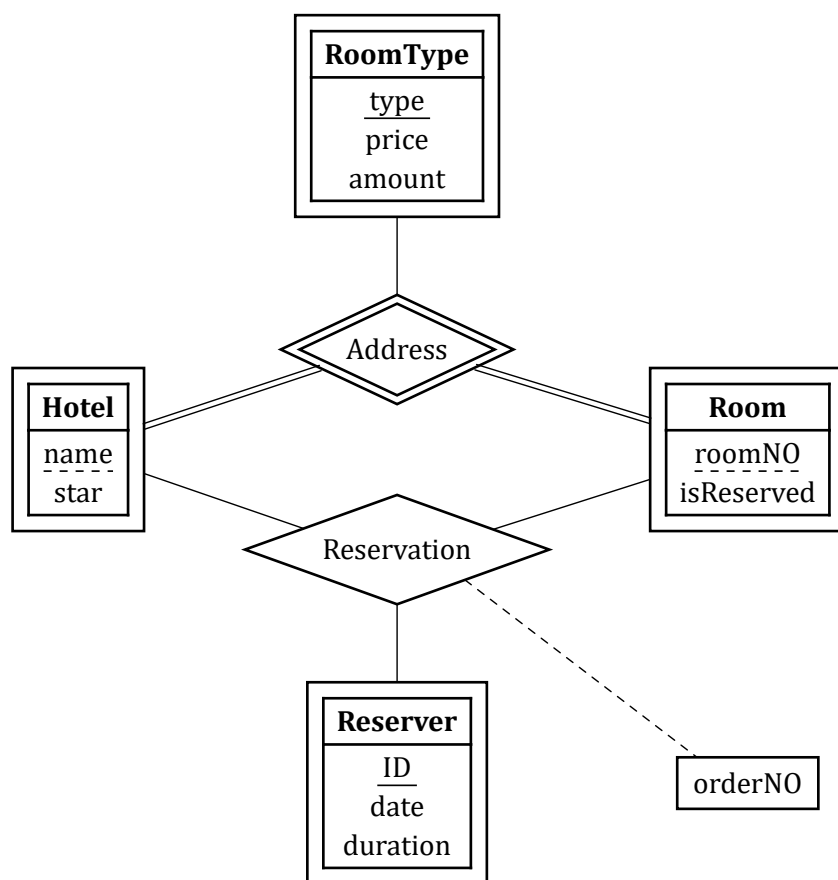 RoomType
type
price
amount
Address
Hotel
name
star
Room
roomNO
isReserved
Reservation
Reserver
ID
date
duration
orderNO